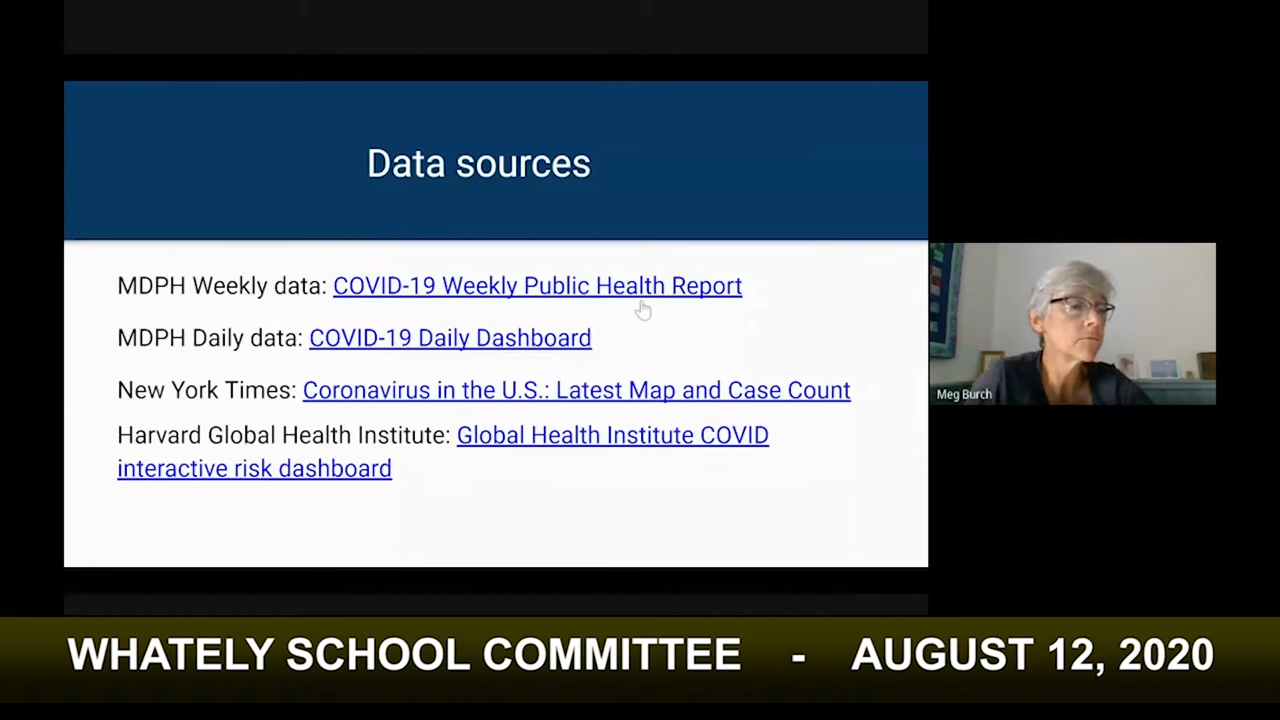 Data sources
MDPH Weekly data: COVID-19 Weekly Public Health Report
MDPH Daily data: COVID-19 Daily Dashboard
New York Times: Coronavirus in the U.S.: Latest Map and Case Count
Harvard Global Health Institute: Global Health Institute COVID
interactive risk dashboard
Meg Burch
WHATELY SCHOOL COMMITTEE - AUGUST 12, 2020